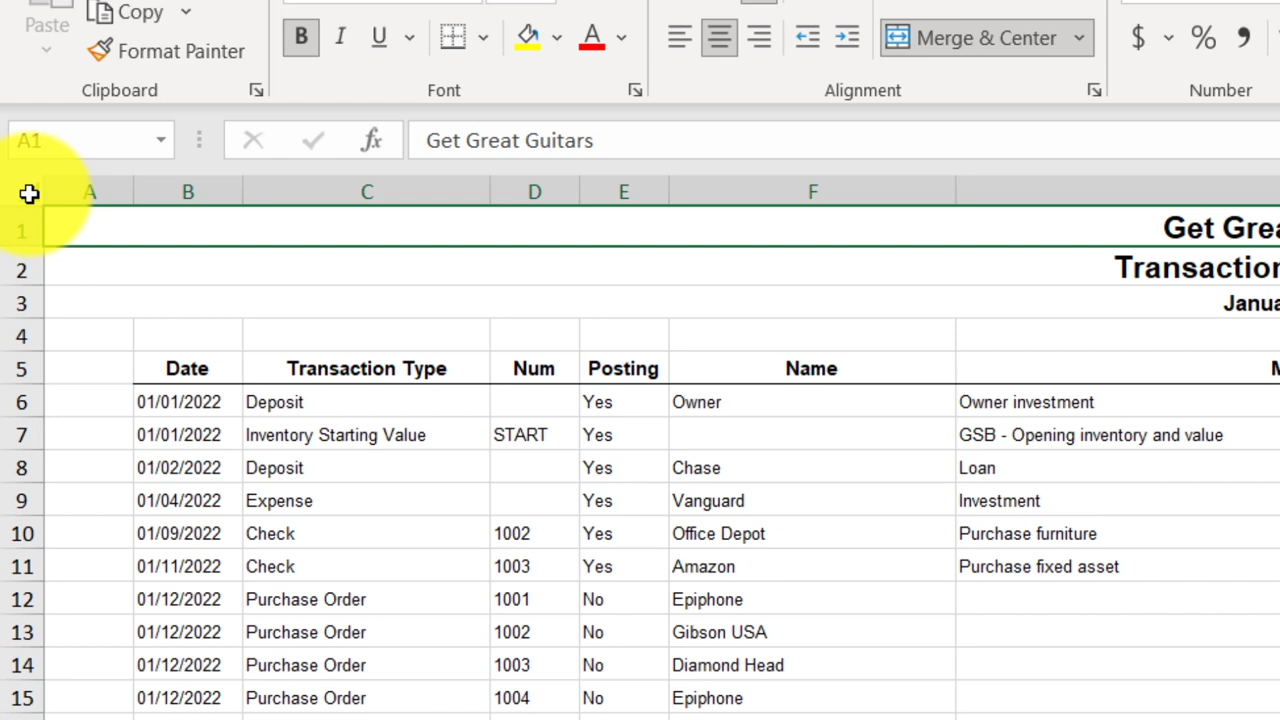 Paste
Copy
Format Painter
Clipboard
B I U A
Font
Merge & Center
Alignment
$ % 9
Number
A1 fx Get Great Guitars
A B C D E F
1 Get Grea
2 Transaction
3 Janua
4
5 Date Transaction Type Num Posting Name M
6 01/01/2022 Deposit Yes Owner Owner investment
7 01/01/2022 Inventory Starting Value START Yes GSB - Opening inventory and value
8 01/02/2022 Deposit Yes Chase Loan
9 01/04/2022 Expense Yes Vanguard Investment
10 01/09/2022 Check 1002 Yes Office Depot Purchase furniture
11 01/11/2022 Check 1003 Yes Amazon Purchase fixed asset
12 01/12/2022 Purchase Order 1001 No Epiphone
13 01/12/2022 Purchase Order 1002 No Gibson USA
14 01/12/2022 Purchase Order 1003 No Diamond Head
15 01/12/2022 Purchase Order 1004 No Epiphone